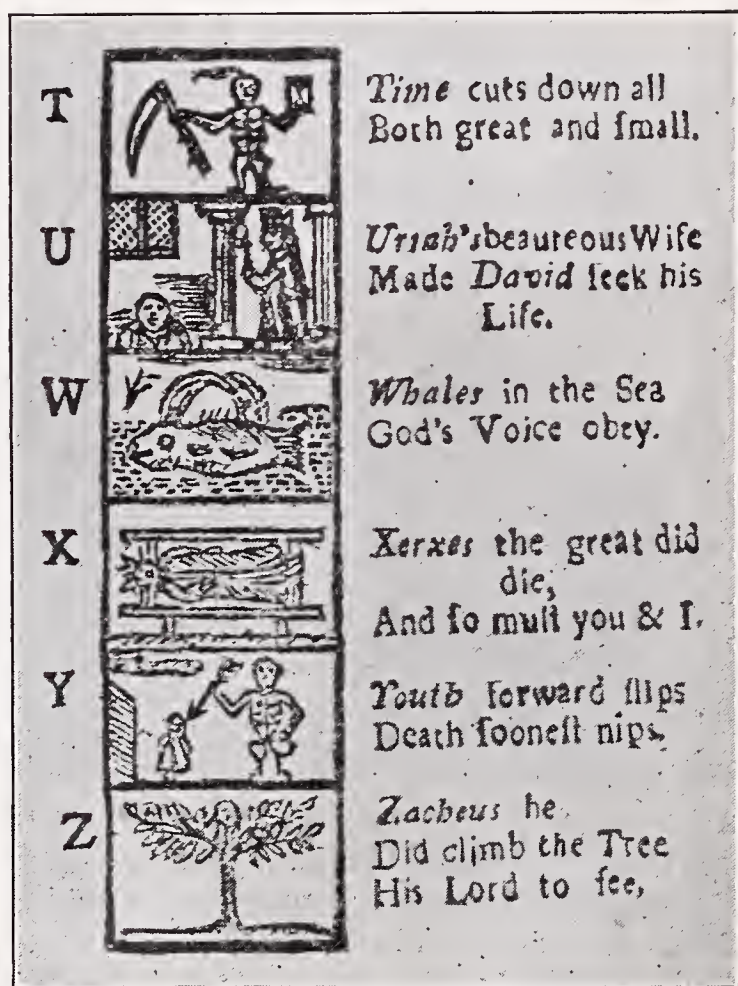 T
Time cuts down all
Both great and ſmall.
U
Uriah's beauteous Wife
Made David ſeek his
Life.
W
Whales in the Sea
God's Voice obey.
X
Xerxes the great did
die,
And ſo muſt you & I.
Y
Youth forward ſlips
Death ſooneſt nips.
Z
Zacheus he
Did climb the Tree
His Lord to ſee,